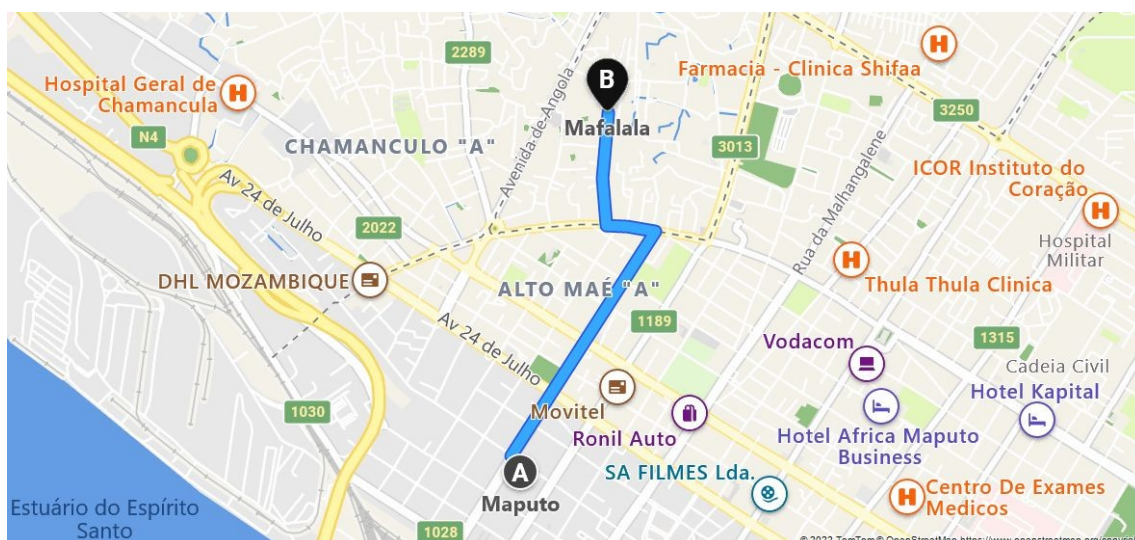 2289
Hospital Geral de
Chamancula
B
Mafalala
Farmacia - Clinica Shifaa
3250
N4
CHAMANCULO "A"
Avenida de Angola
3013
Rua da Malhangalene
ICOR Instituto do
Coração
Av 24 de Julho
2022
Hospital
Militar
DHL MOZAMBIQUE
ALTO MAÉ "A"
Thula Thula Clinica
1189
1315
Av 24 de Julho
Vodacom
Cadeia Civil
1030
Movitel
Hotel Kapital
Ronil Auto
Hotel Africa Maputo
Business
A
Maputo
SA FILMES Lda.
Centro De Exames
Medicos
Estuário do Espírito
Santo
1028